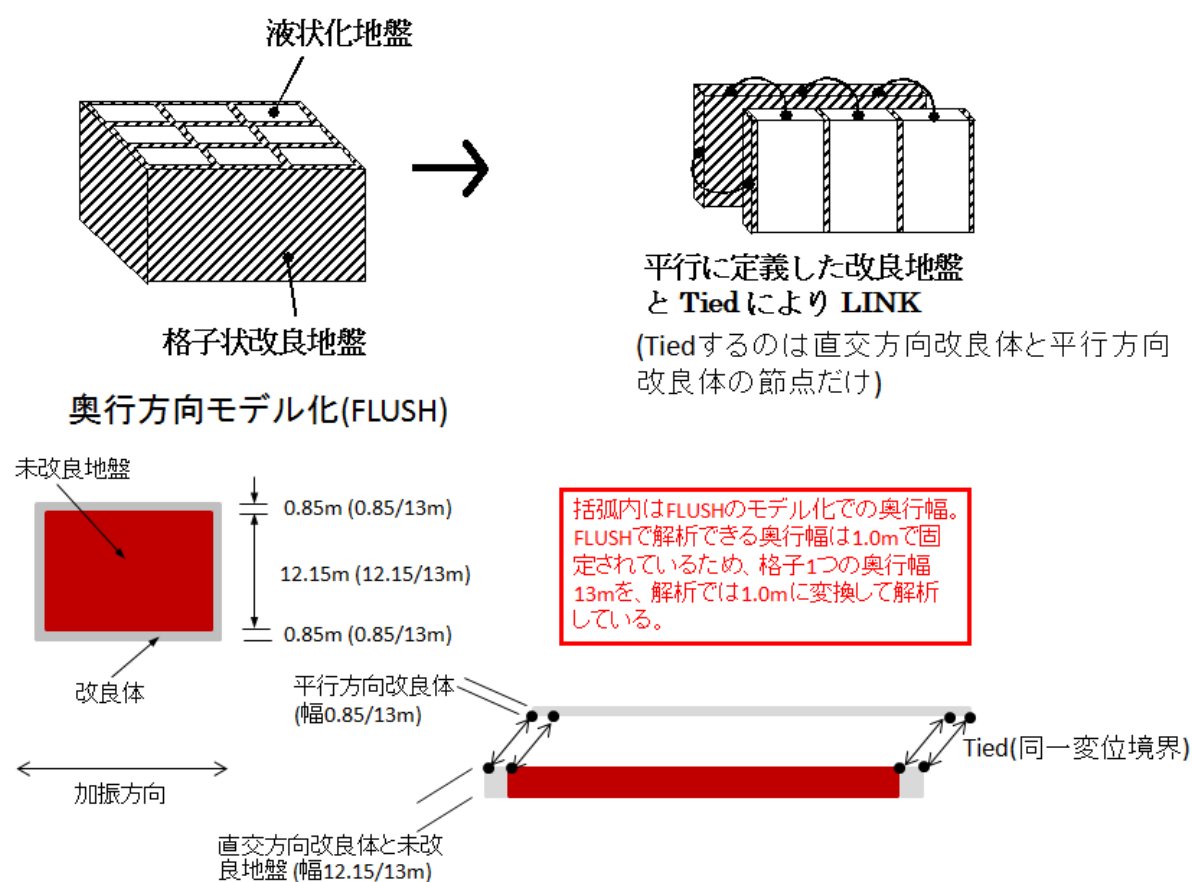 液状化地盤
格子状改良地盤
平行に定義した改良地盤
と Tied により LINK
(Tiedするのは直交方向改良体と平行方向
改良体の節点だけ)
奥行方向モデル化(FLUSH)
未改良地盤
0.85m (0.85/13m)
12.15m (12.15/13m)
0.85m (0.85/13m)
改良体
加振方向
括弧内はFLUSHのモデル化での奥行幅。
FLUSHで解析できる奥行幅は1.0mで固
定されているため、格子1つの奥行幅
13mを、解析では1.0mに変換して解析
している。
平行方向改良体
(幅0.85/13m)
Tied(同一変位境界)
直交方向改良体と未改
良地盤 (幅12.15/13m)